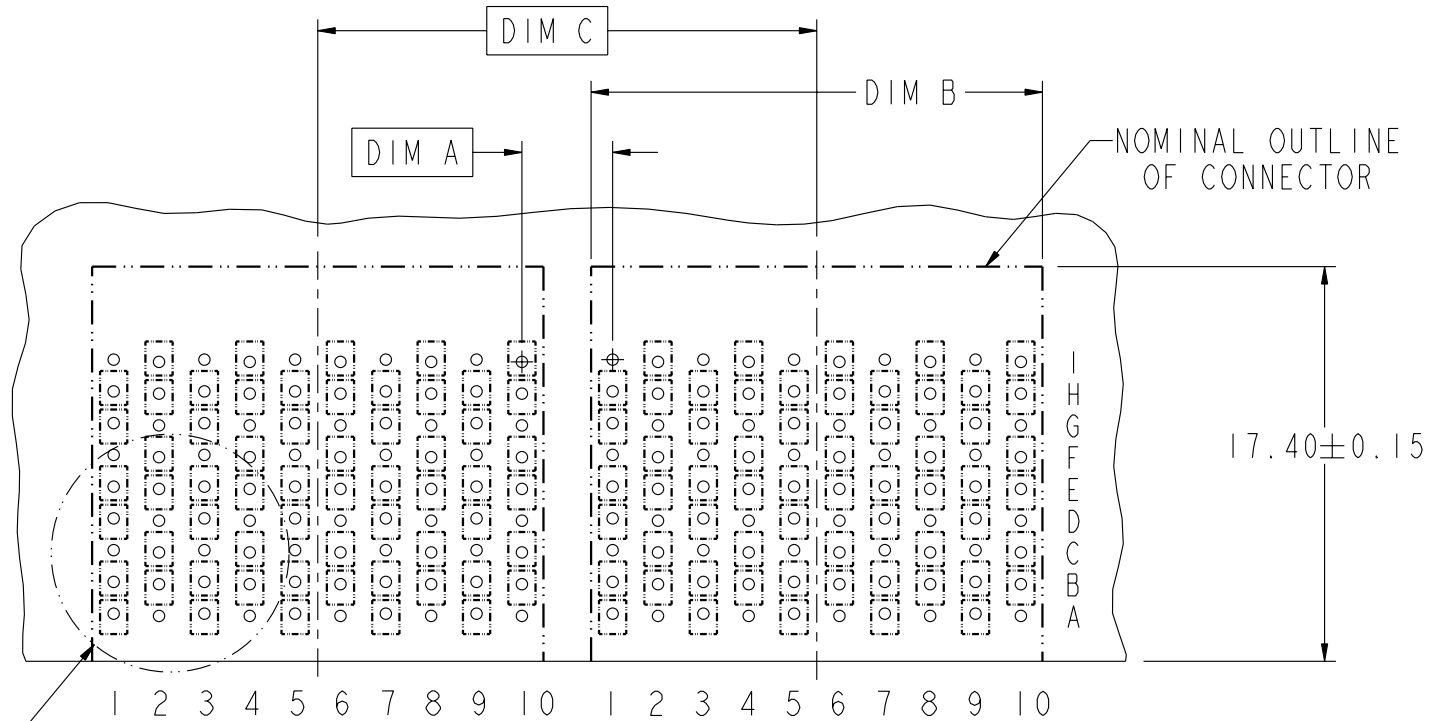 DIM C
DIM B
DIM A
NOMINAL OUTLINE
OF CONNECTOR
I
H
G
F
E
D
C
B
A
17.40±0.15
1 2 3 4 5 6 7 8 9 10 1 2 3 4 5 6 7 8 9 10